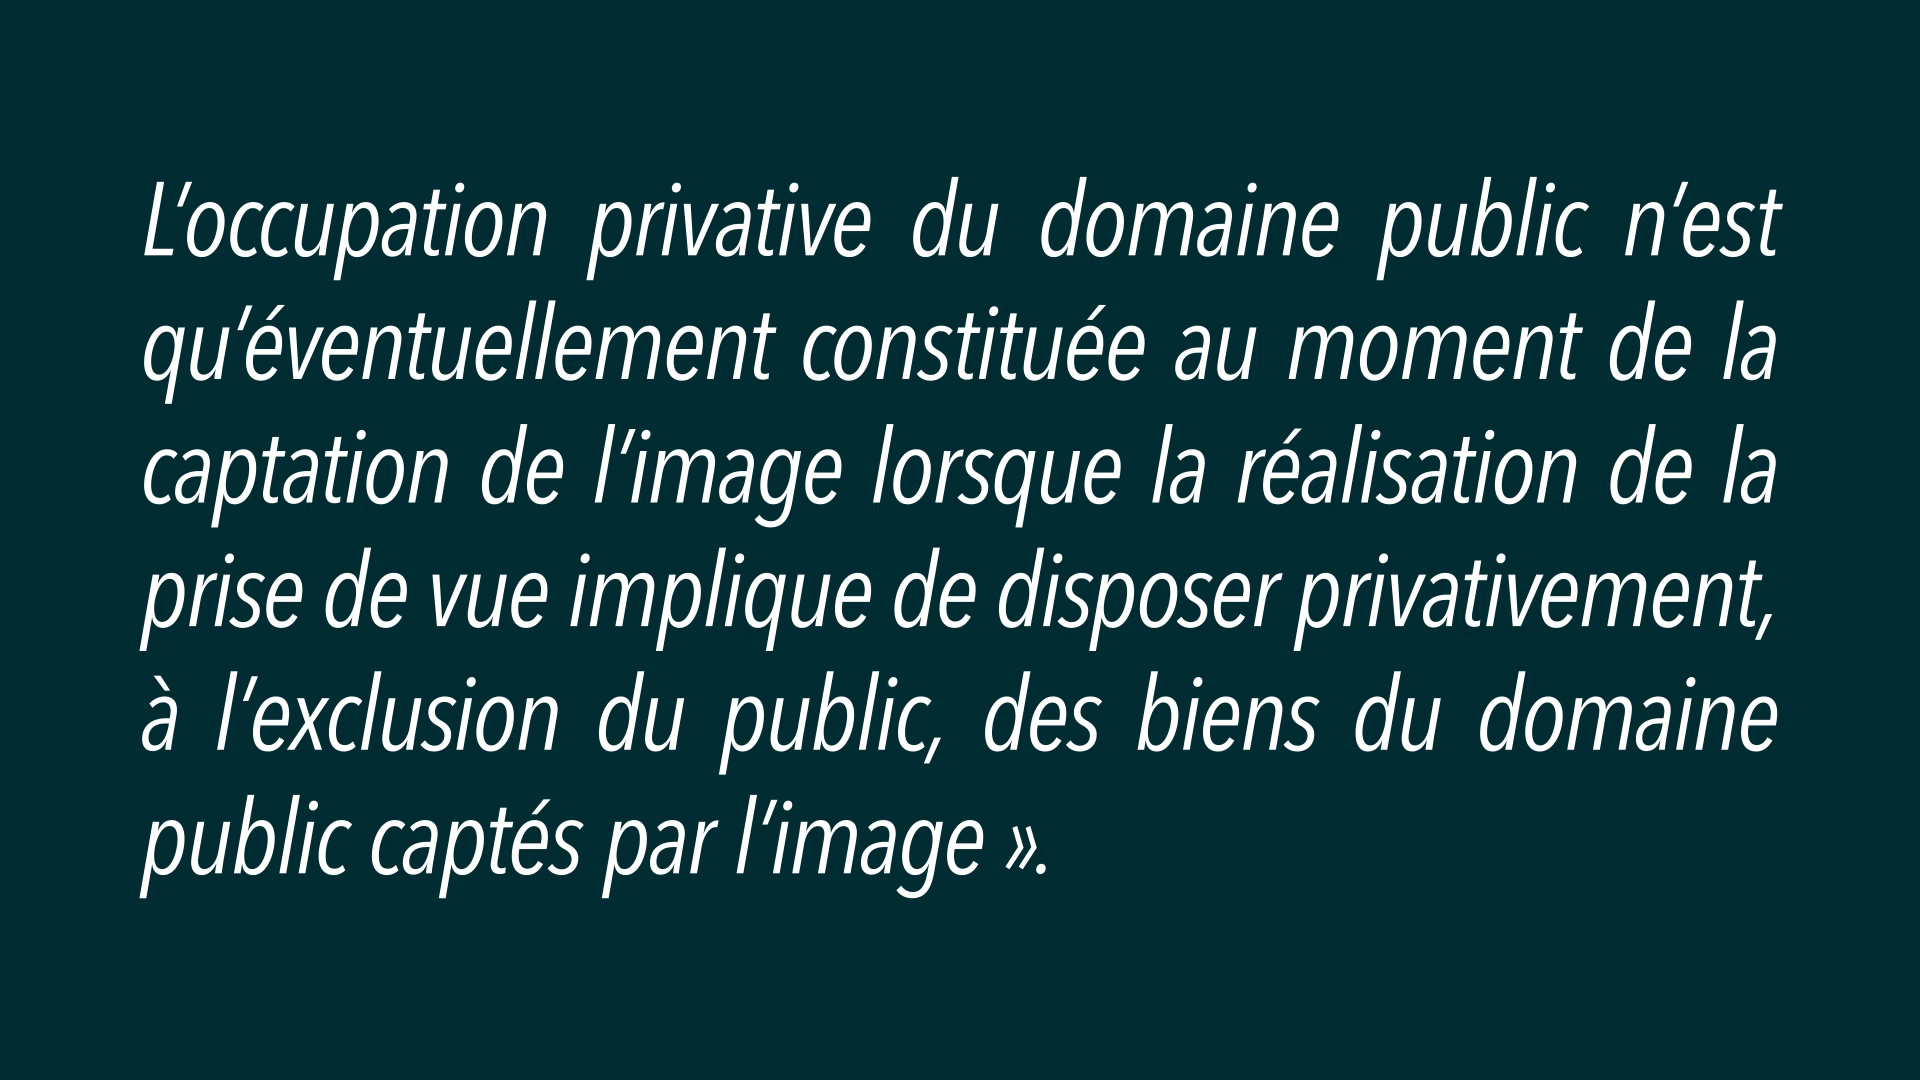 L’occupation privative du domaine public n’est
qu’éventuellement constituée au moment de la
captation de l’image lorsque la réalisation de la
prise de vue implique de disposer privativement,
à l’exclusion du public, des biens du domaine
public captés par l’image ».